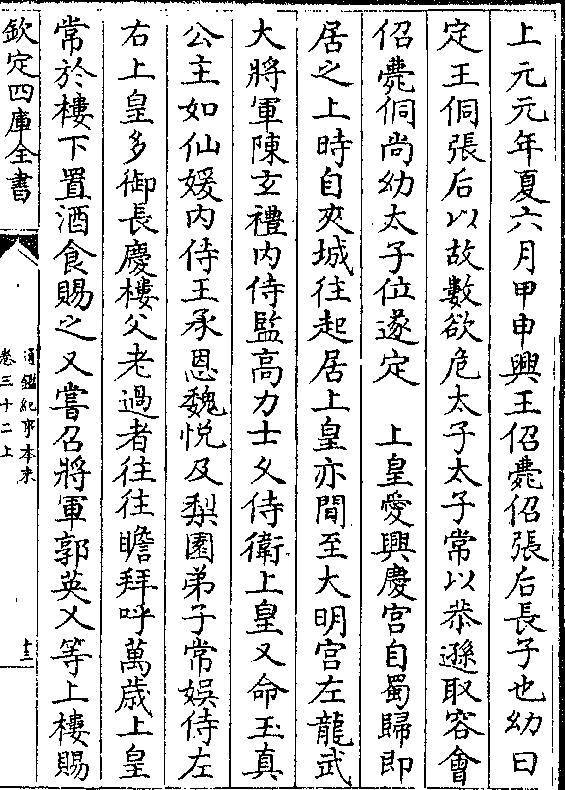 上元元年夏六月甲申興王佋薨佋張后長子也幼曰
定王侗張后以故數欲危太子太子常以恭遜取容會
佋薨侗尚幼太子位遂定　上皇愛興慶宮自蜀歸即
居之上時自夾城往起居上皇亦間至大明宮左龍武
大將軍陳玄禮內侍監高力士久侍衛上皇又命玉真
公主如仙媛內侍王承恩魏悅及梨園弟子常娛侍左
右上皇多御長慶樓父老過者往往瞻拜呼萬歲上皇
常於樓下置酒食賜之又嘗召將軍郭英乂等上樓賜
欽定四庫全書
通鑑紀事本末
卷三十二上
十三